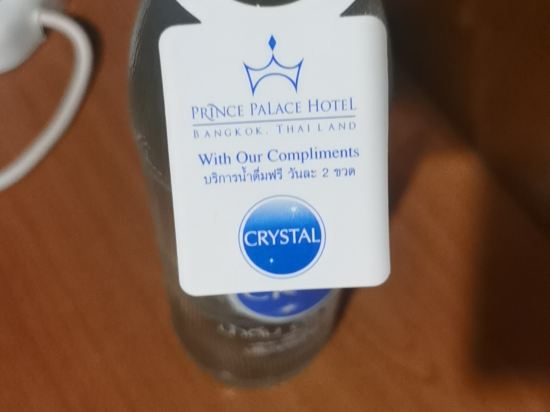 PRINCE PALACE HOTEL
BANGKOK, THAILAND
With Our Compliments
บริการน้ำดื่มฟรี วันละ 2 ขวด
CRYSTAL
CR